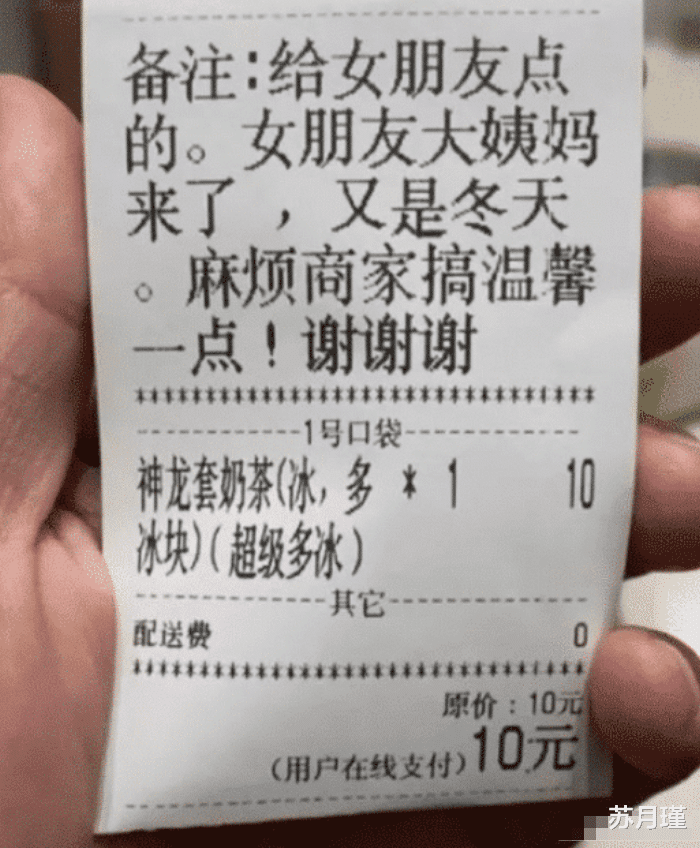 备注:给女朋友点
的。女朋友大姨妈
来了，又是冬天
。麻烦商家搞温馨
一点！谢谢谢
********************************
------------1号口袋------------
神龙套奶茶(冰，多 * 1 10
冰块)(超级多冰)
------------其它------------
配送费 0
********************************
原价：10元
(用户在线支付)10元
苏月瑾